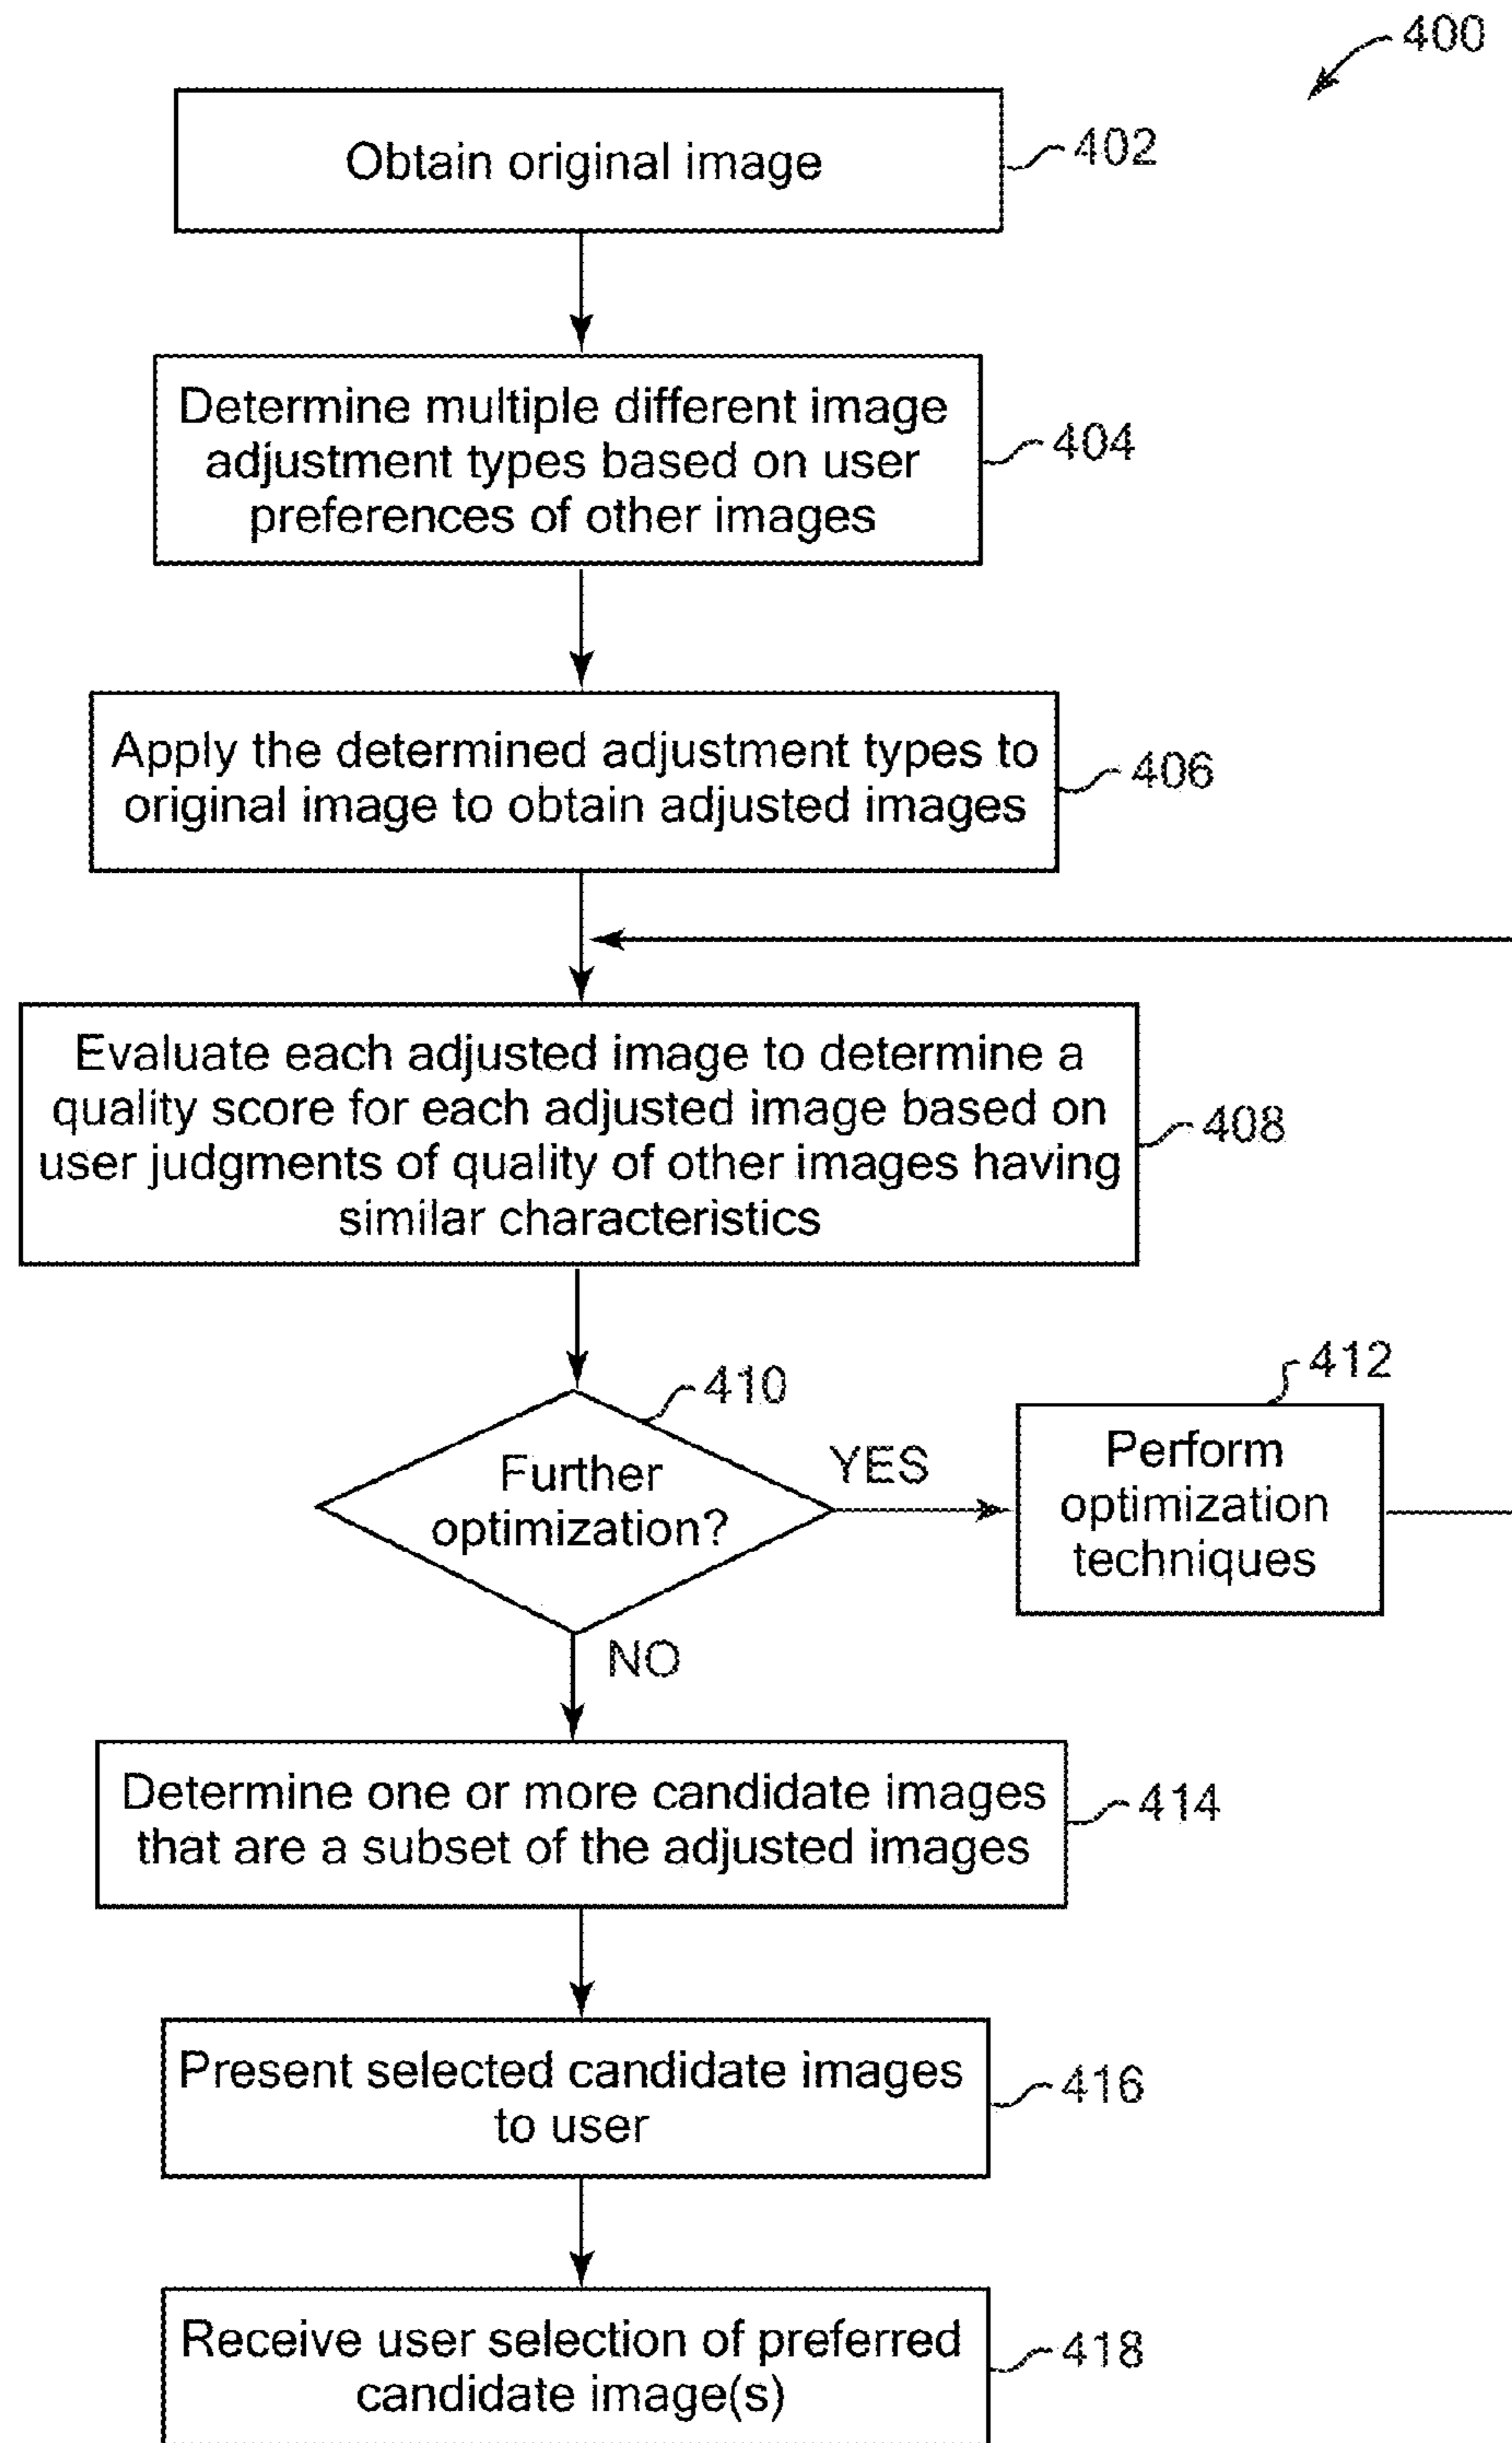 400
Obtain original image
402
Determine multiple different image
adjustment types based on user
preferences of other images
404
Apply the determined adjustment types to
original image to obtain adjusted images
406
Evaluate each adjusted image to determine a
quality score for each adjusted image based on
user judgments of quality of other images having
similar characteristics
408
410
Further
optimization?
YES
412
Perform
optimization
techniques
NO
Determine one or more candidate images
that are a subset of the adjusted images
414
Present selected candidate images
to user
416
Receive user selection of preferred
candidate image(s)
418